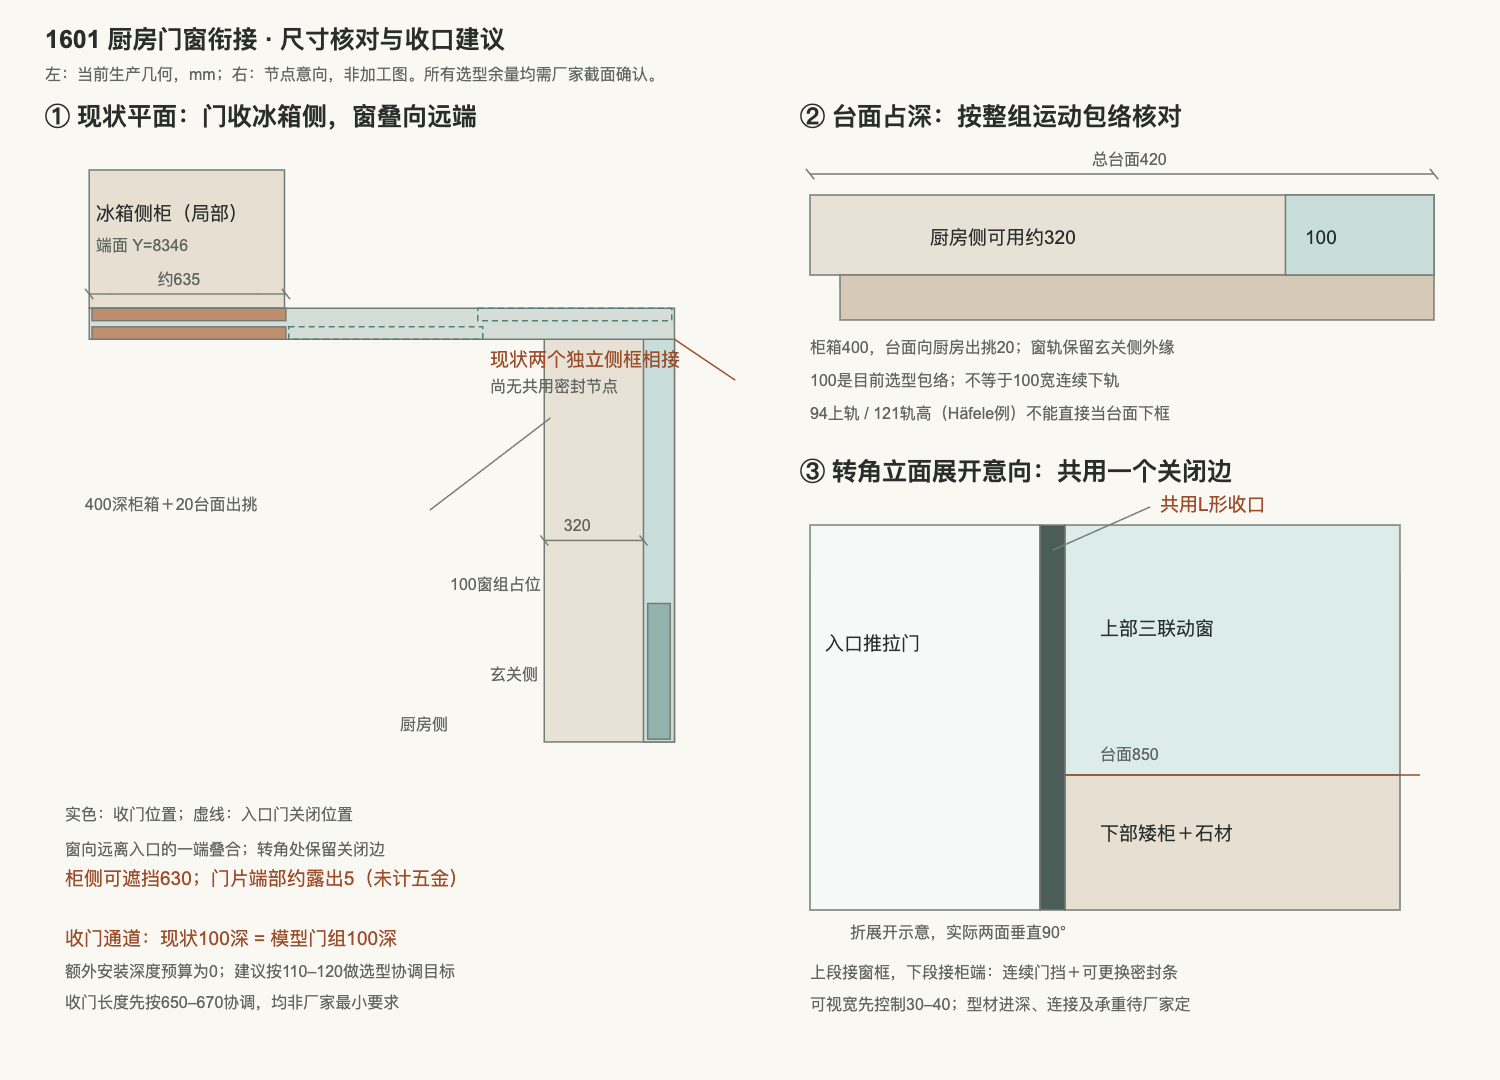 1601 厨房门窗衔接 · 尺寸核对与收口建议
左：当前生产几何，mm；右：节点意向，非加工图。所有选型余量均需厂家截面确认。
① 现状平面：门收冰箱侧，窗叠向远端
冰箱侧柜（局部）
端面 Y=8346
约635
现状两个独立侧框相接
尚无共用密封节点
400深柜箱＋20台面出挑
320
100窗组占位
玄关侧
厨房侧
实色：收门位置；虚线：入口门关闭位置
窗向远离入口的一端叠合；转角处保留关闭边
柜侧可遮挡630；门片端部约露出5（未计五金）
收门通道：现状100深 = 模型门组100深
额外安装深度预算为0；建议按110–120做选型协调目标
收门长度先按650–670协调，均非厂家最小要求
② 台面占深：按整组运动包络核对
总台面420
厨房侧可用约320
100
柜箱400，台面向厨房出挑20；窗轨保留玄关侧外缘
100是目前选型包络；不等于100宽连续下轨
94上轨 / 121轨高（Häfele例）不能直接当台面下框
③ 转角立面展开意向：共用一个关闭边
共用L形收口
入口推拉门
上部三联动窗
台面850
下部矮柜＋石材
折展开示意，实际两面垂直90°
上段接窗框，下段接柜端：连续门挡＋可更换密封条
可视宽先控制30–40；型材进深、连接及承重待厂家定